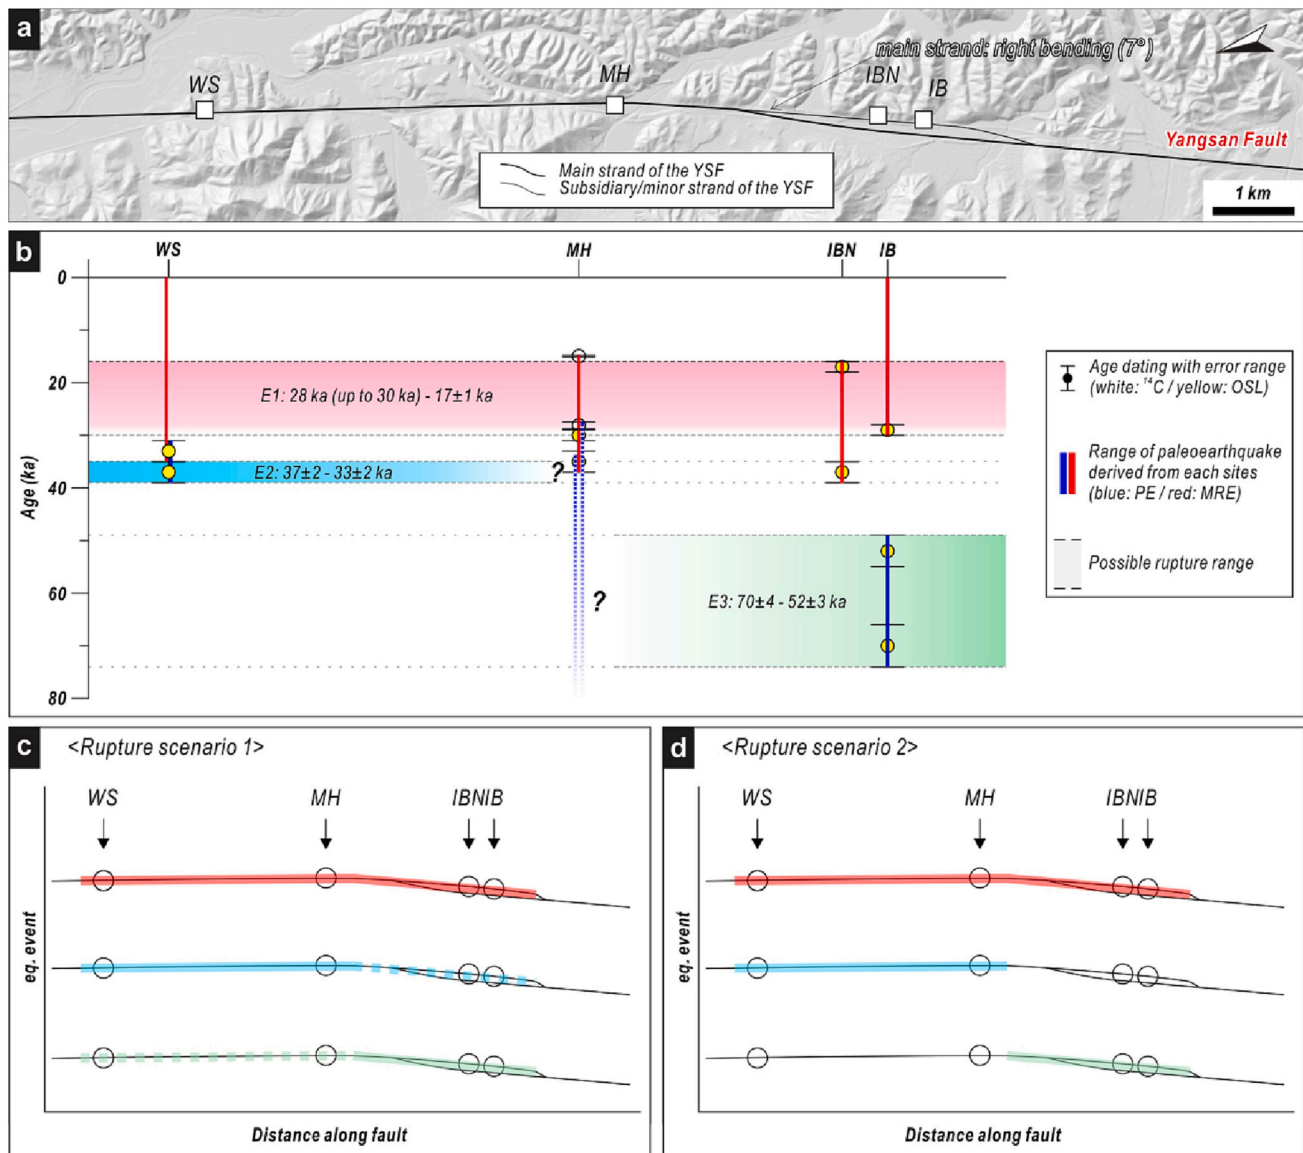 a
main strand: right bending (7°)
WS
MH
IBN
IB
Yangsan Fault
Main strand of the YSF
Subsidiary/minor strand of the YSF
1 km
b
WS
MH
IBN
IB
0
20
40
60
80
Age (ka)
E1: 28 ka (up to 30 ka) - 17±1 ka
E2: 37±2 - 33±2 ka
?
E3: 70±4 - 52±3 ka
?
Age dating with error range
(white: ¹⁴C / yellow: OSL)
Range of paleoearthquake
derived from each sites
(blue: PE / red: MRE)
Possible rupture range
c
<Rupture scenario 1>
WS
MH
IBN
IB
eq. event
Distance along fault
d
<Rupture scenario 2>
WS
MH
IBN
IB
eq. event
Distance along fault